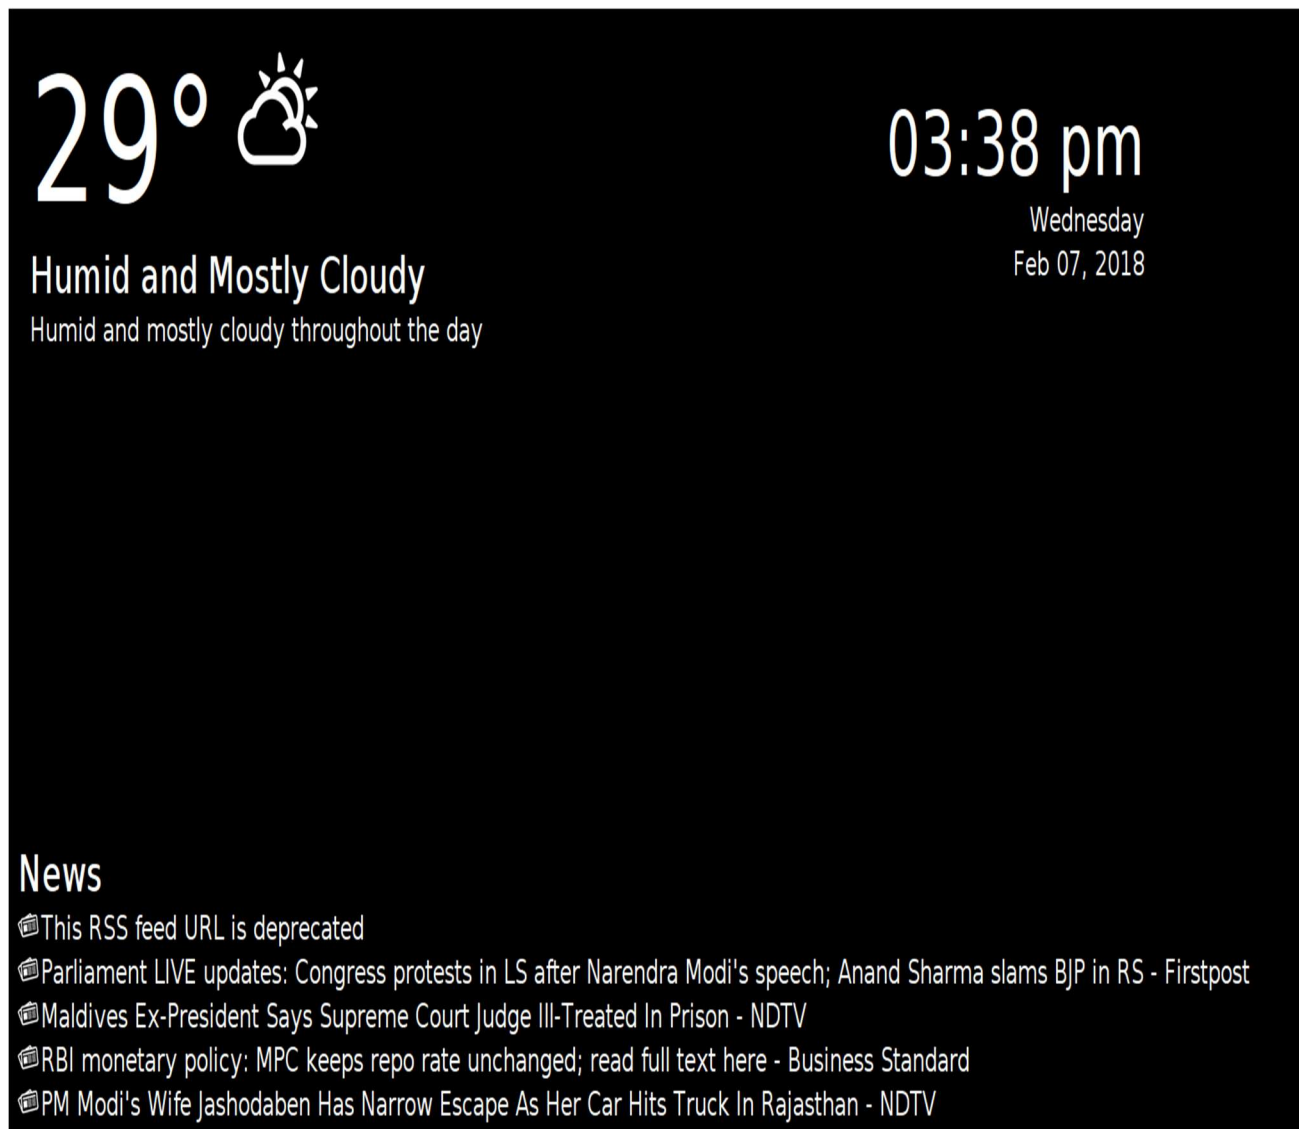 29°
03:38 pm
Wednesday
Feb 07, 2018
Humid and Mostly Cloudy
Humid and mostly cloudy throughout the day
News
This RSS feed URL is deprecated
Parliament LIVE updates: Congress protests in LS after Narendra Modi's speech; Anand Sharma slams BJP in RS - Firstpost
Maldives Ex-President Says Supreme Court Judge Ill-Treated In Prison - NDTV
RBI monetary policy: MPC keeps repo rate unchanged; read full text here - Business Standard
PM Modi's Wife Jashodaben Has Narrow Escape As Her Car Hits Truck In Rajasthan - NDTV